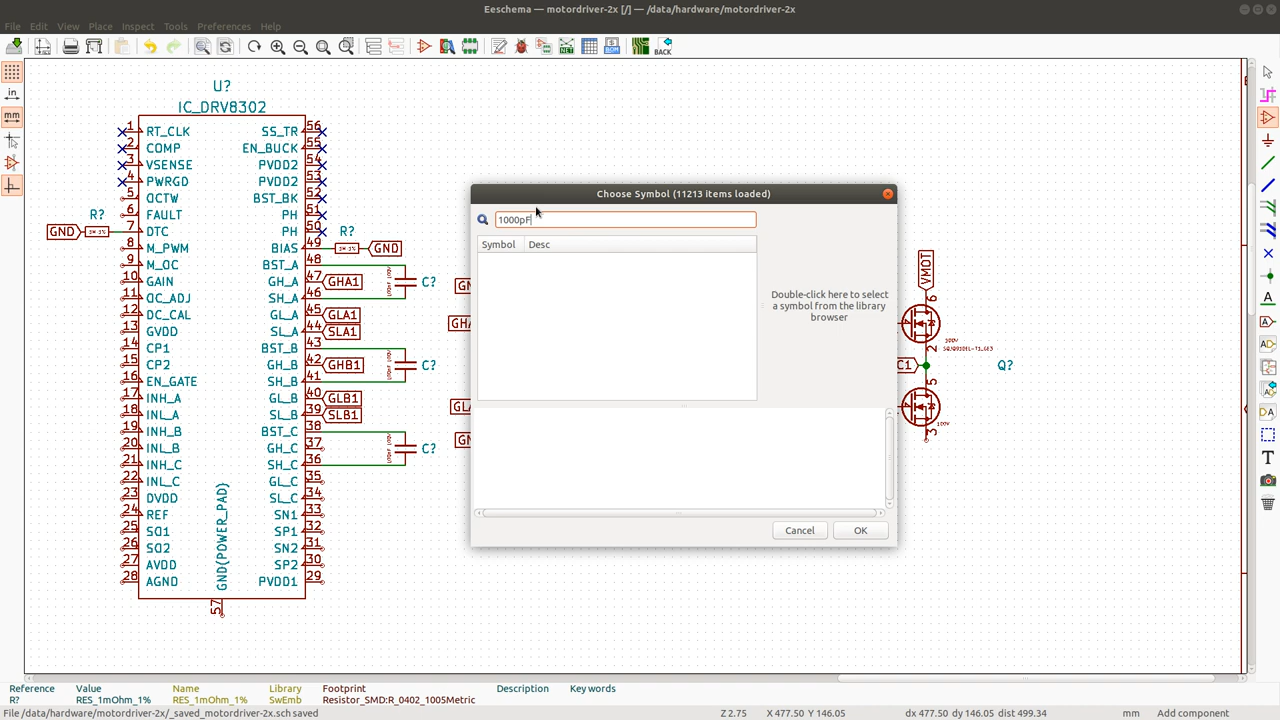 Eeschema — motordriver-2x [/] — /data/hardware/motordriver-2x
File Edit View Place Inspect Tools Preferences Help
BACK
in
mm
U?
IC_DRV8302
1 RT_CLK SS_TR 56
2 COMP EN_BUCK 55
3 VSENSE PVDD2 54
4 PWRGD PVDD2 53
5 OCTW BST_BK 52
6 FAULT PH 51
7 DTC PH 50
8 M_PWM BIAS 49
9 M_OC BST_A 48
10 GAIN GH_A 47
11 OC_ADJ SH_A 46
12 DC_CAL GL_A 45
13 GVDD SL_A 44
14 CP1 BST_B 43
15 CP2 GH_B 42
16 EN_GATE SH_B 41
17 INH_A GL_B 40
18 INL_A SL_B 39
19 INH_B BST_C 38
20 INL_B GH_C 37
21 INH_C SH_C 36
22 INL_C GL_C 35
23 DVDD SL_C 34
24 REF SN1 33
25 SO1 SP1 32
26 SO2 SN2 31
27 AVDD SP2 30
28 AGND PVDD1 29
GND(POWER_PAD)
57
R?
GND
R?
GND
GHA1
C?
GLA1
SLA1
GHB1
C?
GLB1
SLB1
C?
Choose Symbol (11213 items loaded)
1000pF
Symbol Desc
Double-click here to select
a symbol from the library
browser
Cancel OK
VMOT
6
2
C1
5
3
Q?
A
T
Reference Value Name Library Footprint Description Key words
R? RES_1mOhm_1% RES_1mOhm_1% SwEmb Resistor_SMD:R_0402_1005Metric
File /data/hardware/motordriver-2x/_saved_motordriver-2x.sch saved Z 2.75 X 477.50 Y 146.05 dx 477.50 dy 146.05 dist 499.34 mm Add component